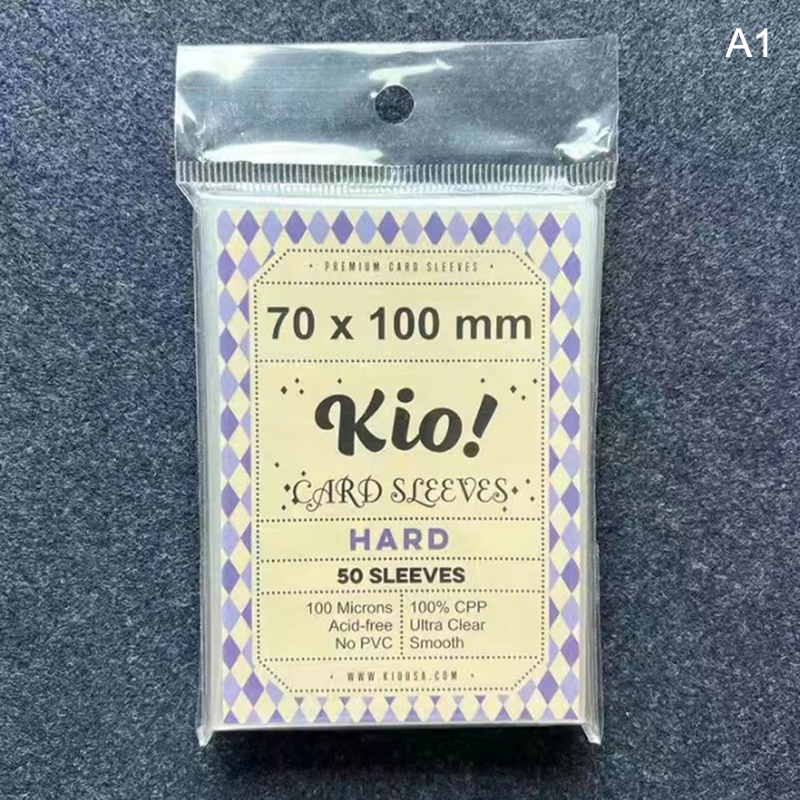 A1
• PREMIUM CARD SLEEVES •
70 x 100 mm
Kio!
CARD SLEEVES
HARD
50 SLEEVES
100 Microns 100% CPP
Acid-free Ultra Clear
No PVC Smooth
• WWW.KIOUSA.COM •